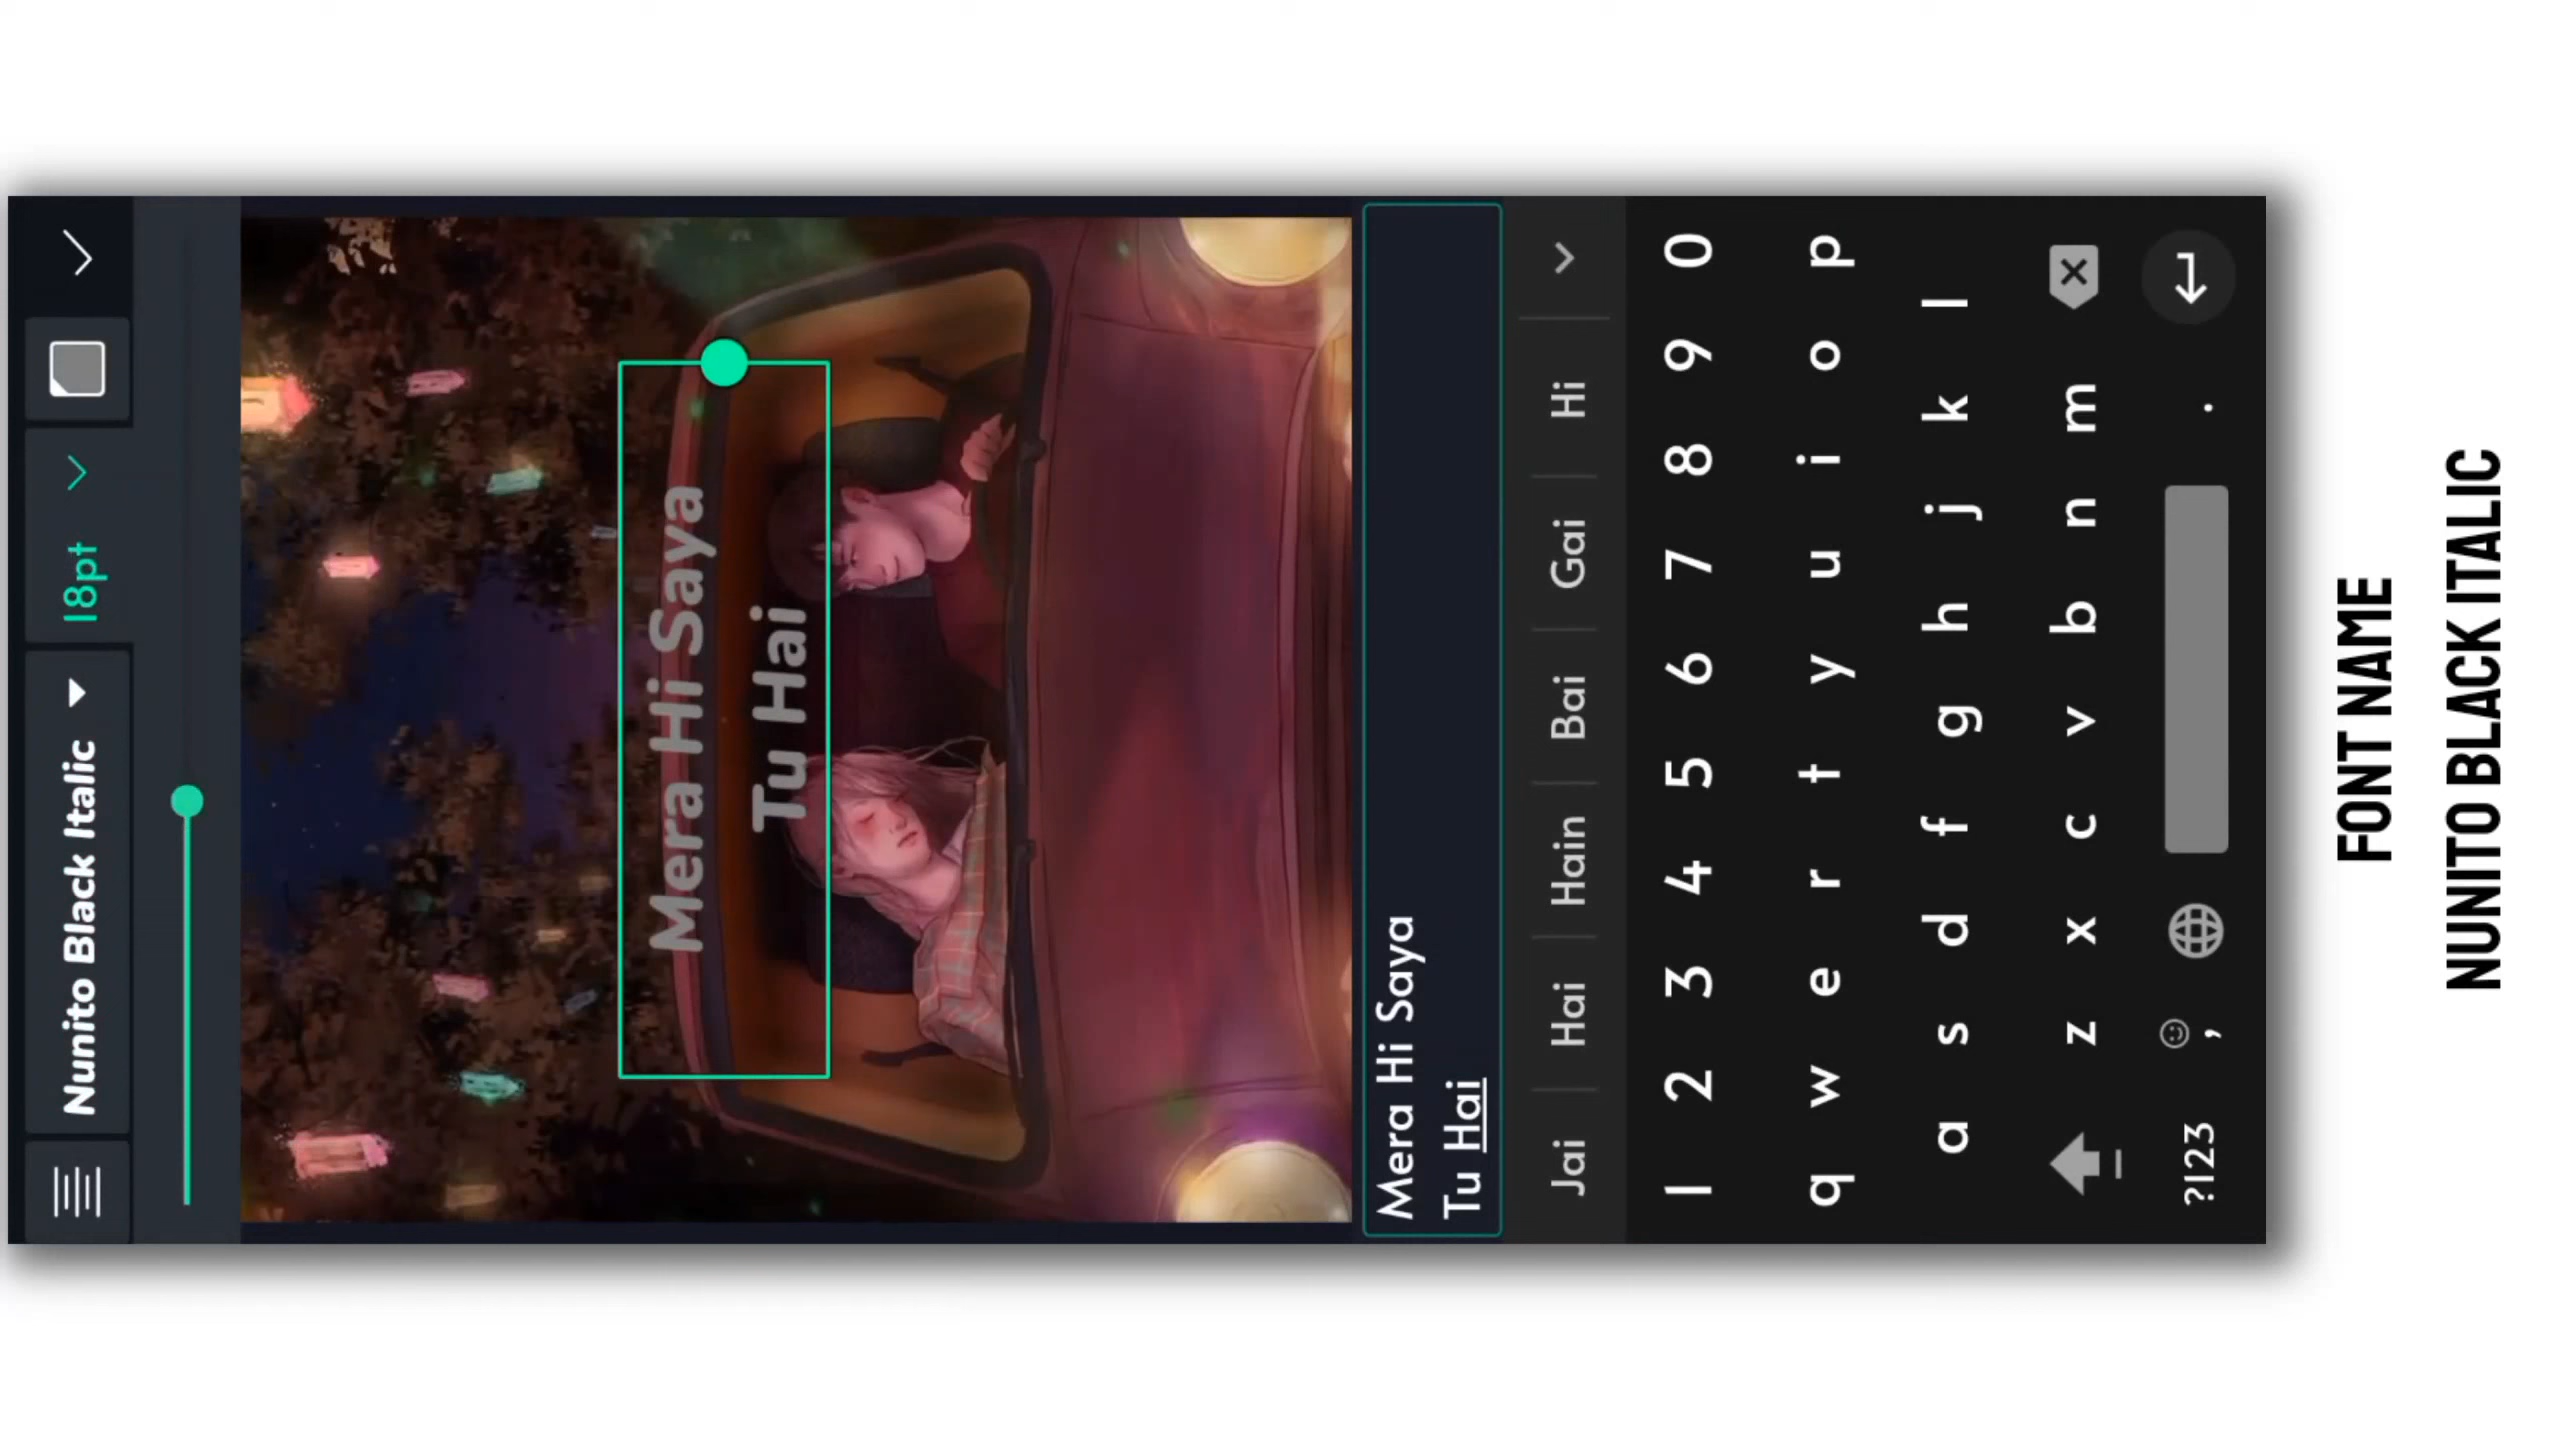 Nunito Black Italic
18pt
Mera Hi Saya
Tu Hai
Mera Hi Saya
Tu Hai
Jai Hai Hain Bai Gai Hi
1 2 3 4 5 6 7 8 9 0
q w e r t y u i o p
a s d f g h j k l
z x c v b n m
?123 , .
FONT NAME
NUNITO BLACK ITALIC